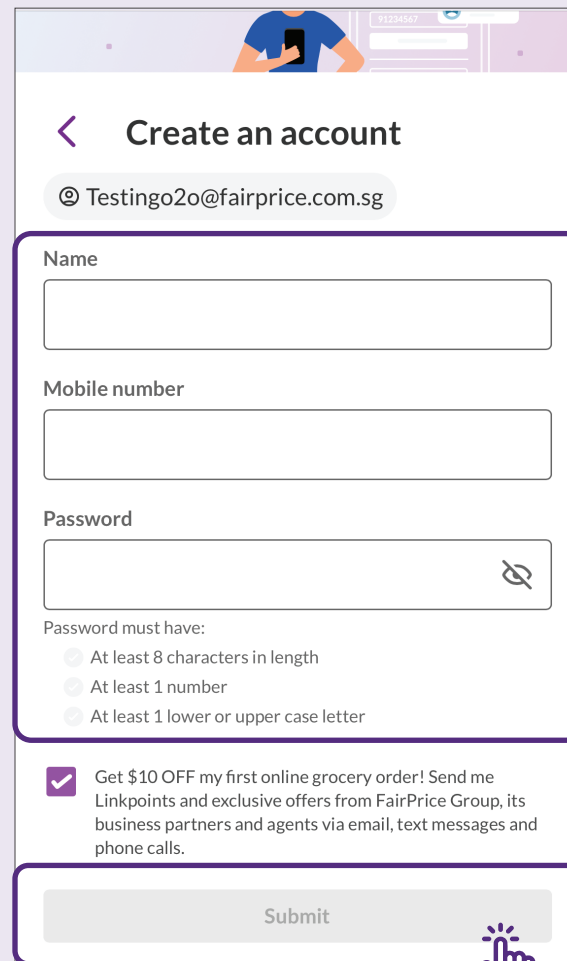 91234567
Create an account
Testingo2o@fairprice.com.sg
Name
Mobile number
Password
Password must have:
At least 8 characters in length
At least 1 number
At least 1 lower or upper case letter
Get $10 OFF my first online grocery order! Send me
Linkpoints and exclusive offers from FairPrice Group, its
business partners and agents via email, text messages and
phone calls.
Submit